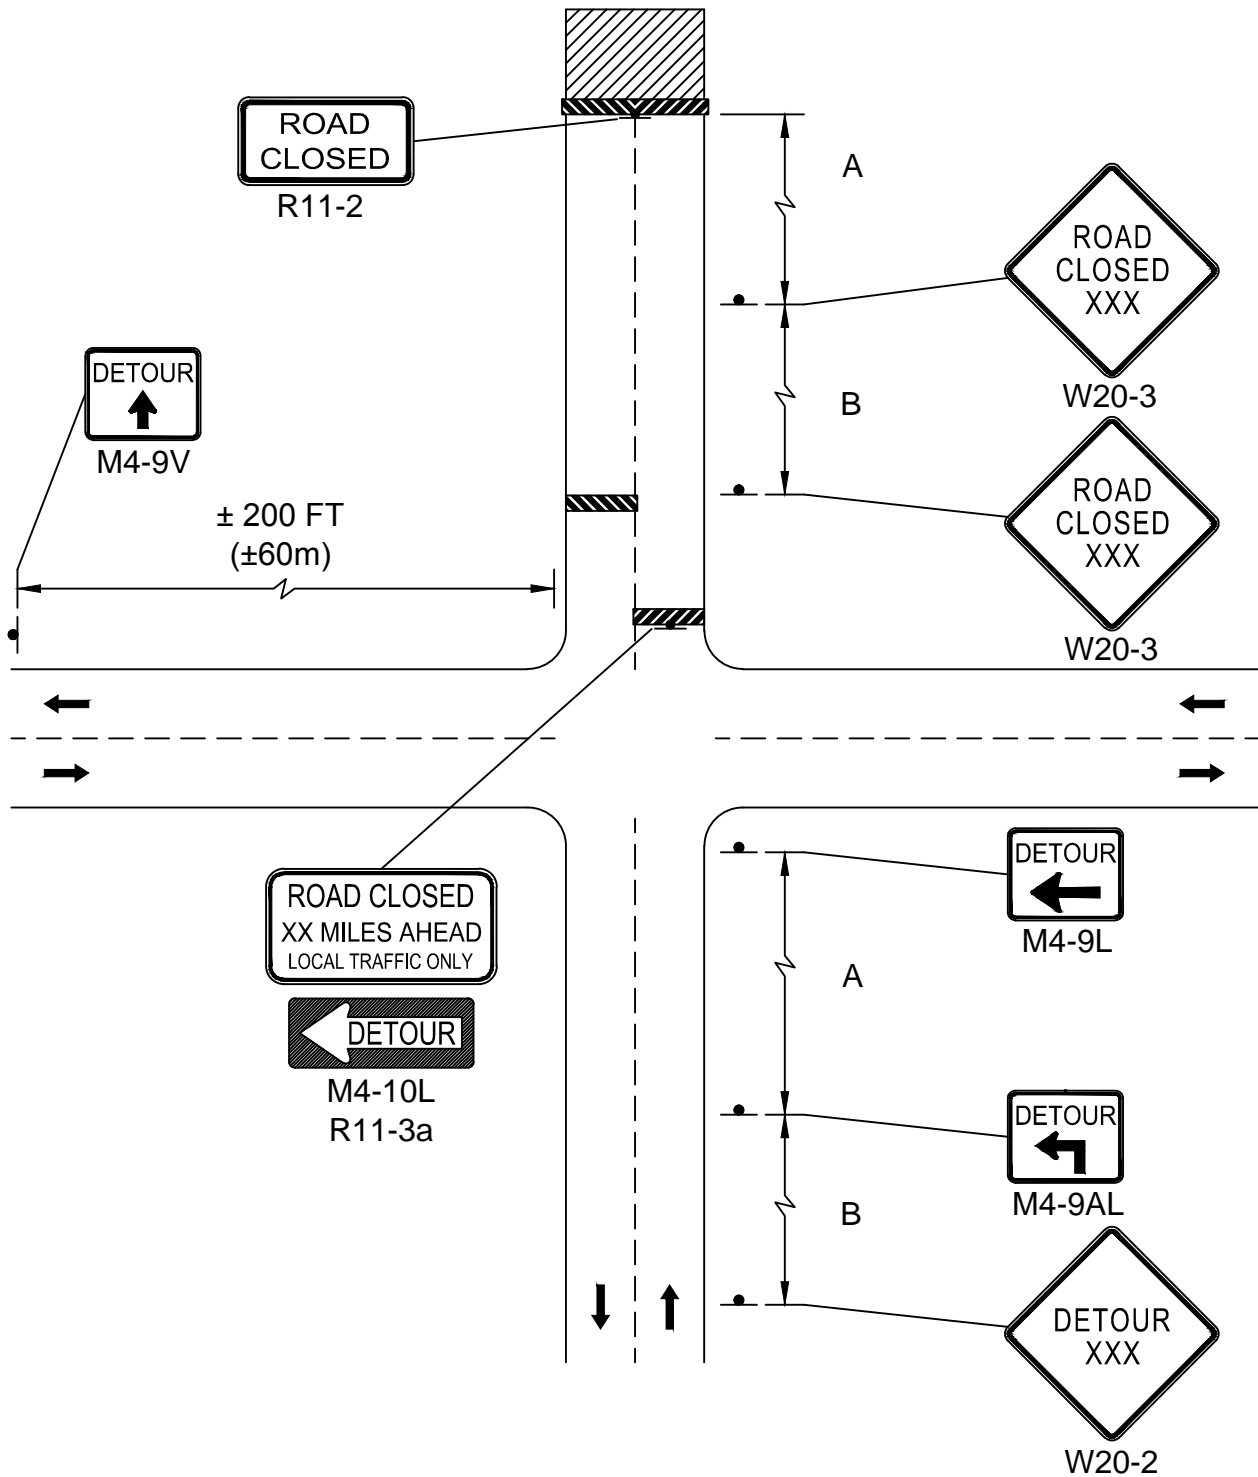 ROAD
CLOSED
R11-2
A
ROAD
CLOSED
XXX
W20-3
DETOUR
M4-9V
B
± 200 FT
(±60m)
ROAD
CLOSED
XXX
W20-3
ROAD CLOSED
XX MILES AHEAD
LOCAL TRAFFIC ONLY
DETOUR
M4-10L
R11-3a
DETOUR
M4-9L
A
DETOUR
M4-9AL
B
DETOUR
XXX
W20-2